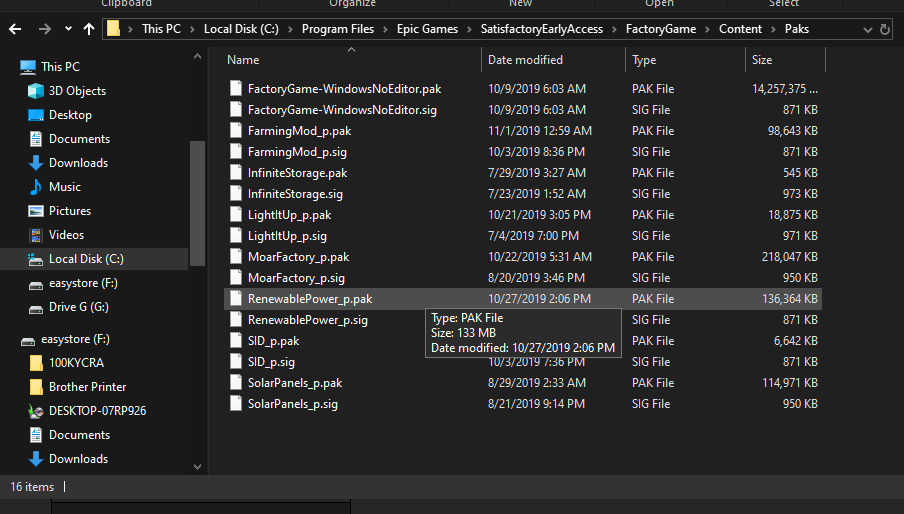 Clipboard Organize New Open Select
This PC Local Disk (C:) Program Files Epic Games SatisfactoryEarlyAccess FactoryGame Content Paks
This PC
3D Objects
Desktop
Documents
Downloads
Music
Pictures
Videos
Local Disk (C:)
easystore (F:)
Drive G (G:)
easystore (F:)
100KYCRA
Brother Printer
DESKTOP-07RP926
Documents
Downloads
Name Date modified Type Size
FactoryGame-WindowsNoEditor.pak 10/9/2019 6:03 AM PAK File 14,257,375 ...
FactoryGame-WindowsNoEditor.sig 10/9/2019 6:03 AM SIG File 871 KB
FarmingMod_p.pak 11/1/2019 12:59 AM PAK File 98,643 KB
FarmingMod_p.sig 10/3/2019 8:36 PM SIG File 871 KB
InfiniteStorage.pak 7/29/2019 3:27 AM PAK File 545 KB
InfiniteStorage.sig 7/23/2019 1:52 AM SIG File 973 KB
LightItUp_p.pak 10/21/2019 3:05 PM PAK File 18,875 KB
LightItUp_p.sig 7/4/2019 7:00 PM SIG File 971 KB
MoarFactory_p.pak 10/22/2019 5:31 AM PAK File 218,047 KB
MoarFactory_p.sig 8/20/2019 3:46 PM SIG File 950 KB
RenewablePower_p.pak 10/27/2019 2:06 PM PAK File 136,364 KB
RenewablePower_p.sig SIG File 871 KB
Type: PAK File
Size: 133 MB
Date modified: 10/27/2019 2:06 PM
SID_p.pak PAK File 6,642 KB
SID_p.sig 10/3/2019 7:36 PM SIG File 871 KB
SolarPanels_p.pak 8/29/2019 2:33 AM PAK File 114,971 KB
SolarPanels_p.sig 8/21/2019 9:14 PM SIG File 950 KB
16 items